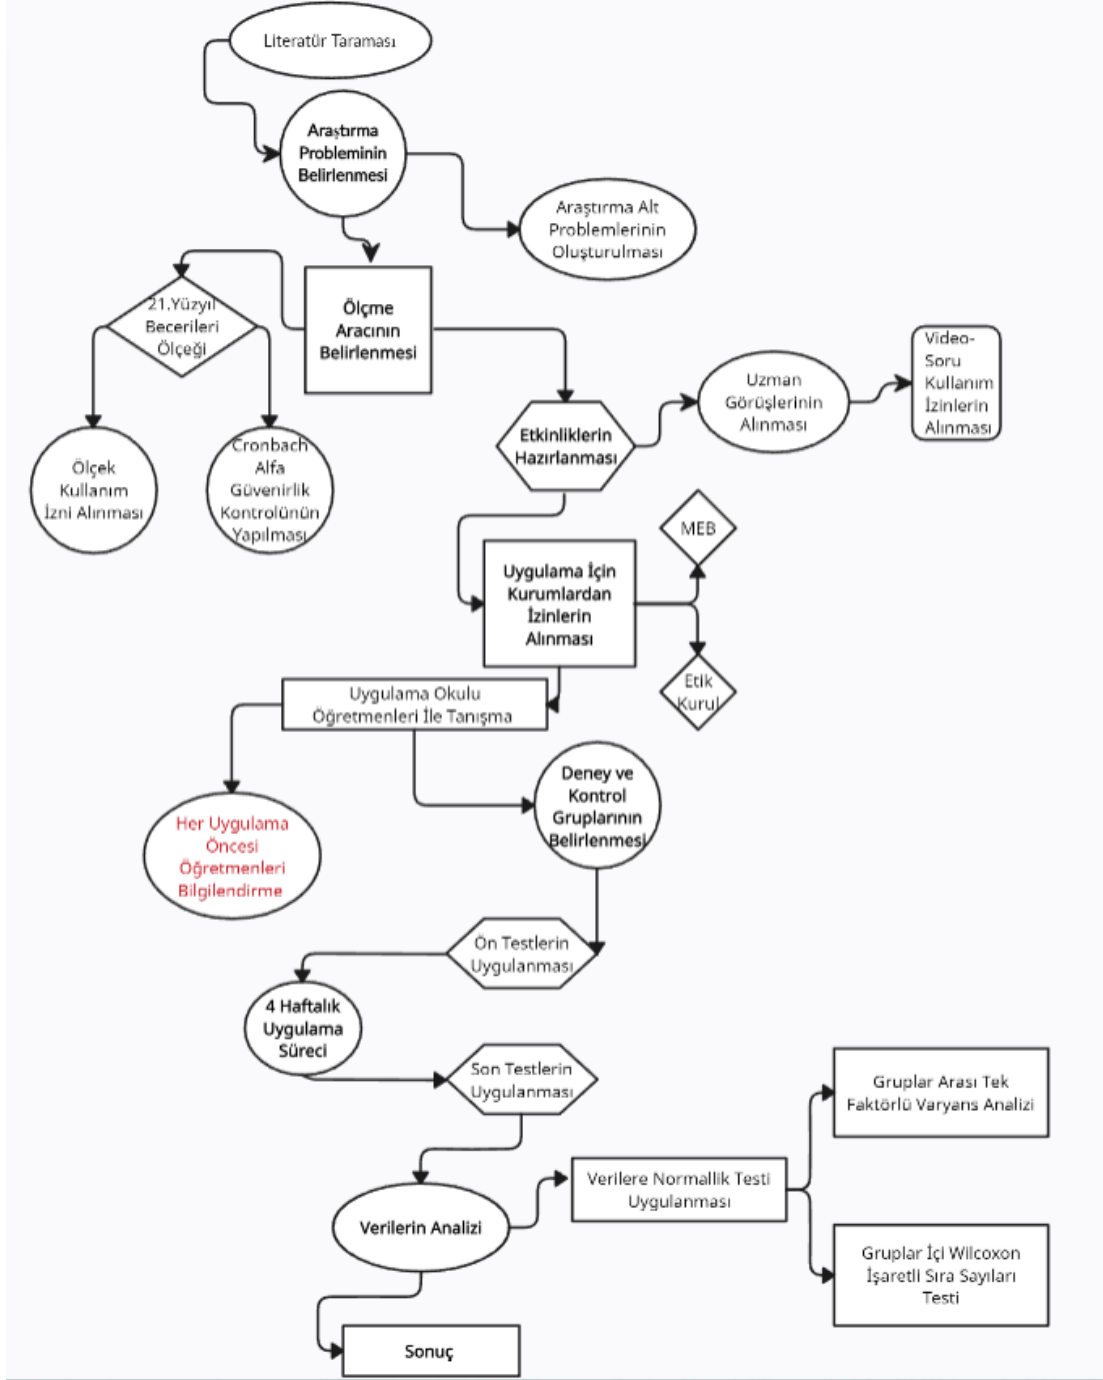 Literatür Taraması
Araştırma
Probleminin
Belirlenmesi
Araştırma Alt
Problemlerinin
Oluşturulması
Ölçme
Aracının
Belirlenmesi
21.Yüzyıl
Becerileri
Ölçeği
Ölçek
Kullanım
İzni Alınması
Cronbach
Alfa
Güvenirlik
Kontrolünün
Yapılması
Etkinliklerin
Hazırlanması
Uzman
Görüşlerinin
Alınması
Video-
Soru
Kullanım
İzinlerin
Alınması
MEB
Uygulama İçin
Kurumlardan
İzinlerin
Alınması
Etik
Kurul
Uygulama Okulu
Öğretmenleri İle Tanışma
Her Uygulama
Öncesi
Öğretmenleri
Bilgilendirme
Deney ve
Kontrol
Gruplarının
Belirlenmesi
Ön Testlerin
Uygulanması
4 Haftalık
Uygulama
Süreci
Son Testlerin
Uygulanması
Verilerin Analizi
Verilere Normallik Testi
Uygulanması
Gruplar Arası Tek
Faktörlü Varyans Analizi
Gruplar İçi Wilcoxon
İşaretli Sıra Sayıları
Testi
Sonuç